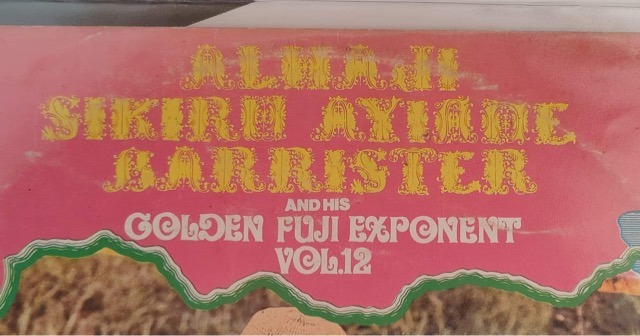 ALHAJI
SIKIRU AYINDE
BARRISTER
AND HIS
GOLDEN FUJI EXPONENT
VOL.12